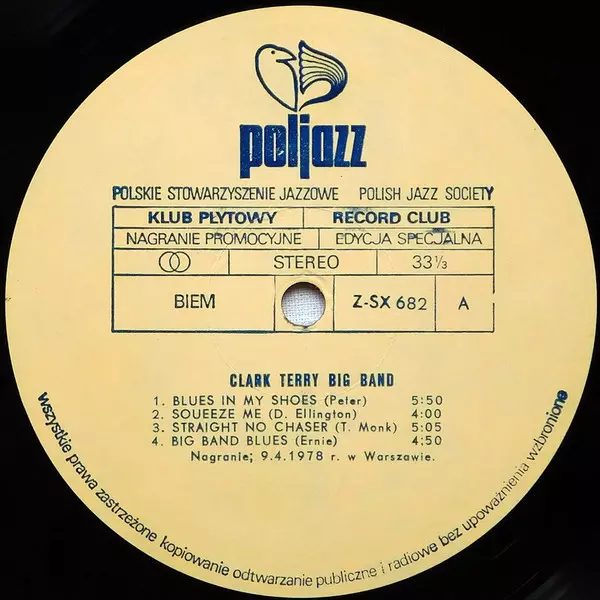 poljazz
POLSKIE STOWARZYSZENIE JAZZOWE POLISH JAZZ SOCIETY
KLUB PŁYTOWY RECORD CLUB
NAGRANIE PROMOCYJNE EDYCJA SPECJALNA
STEREO 33 1/3
BIEM Z-SX 682 A
CLARK TERRY BIG BAND
1. BLUES IN MY SHOES (Peter) 5:50
2. SQUEEZE ME (D. Ellington) 4:00
3. STRAIGHT NO CHASER (T. Monk) 5:05
4. BIG BAND BLUES (Ernie) 4:50
Nagranie; 9.4.1978 r. w Warszawie.
wszystkie prawa zastrzeżone kopiowanie odtwarzanie publiczne i radiowe bez upoważnienia wzbronione